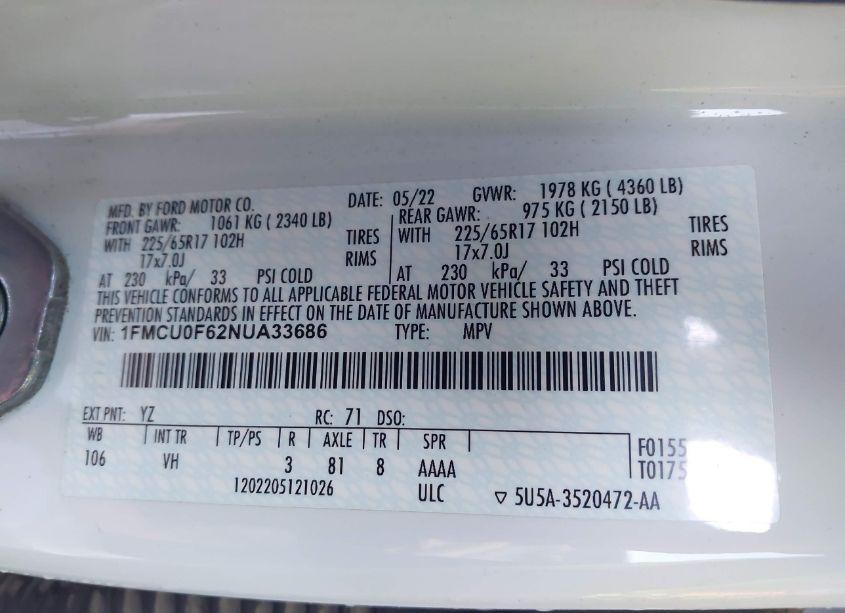 MFD. BY FORD MOTOR CO. DATE: 05/22 GVWR: 1978 KG ( 4360 LB)
FRONT GAWR: 1061 KG ( 2340 LB) REAR GAWR: 975 KG ( 2150 LB)
WITH 225/65R17 102H TIRES WITH 225/65R17 102H TIRES
17x7.0J RIMS 17x7.0J RIMS
AT 230 kPa/ 33 PSI COLD AT 230 kPa/ 33 PSI COLD
THIS VEHICLE CONFORMS TO ALL APPLICABLE FEDERAL MOTOR VEHICLE SAFETY AND THEFT
PREVENTION STANDARDS IN EFFECT ON THE DATE OF MANUFACTURE SHOWN ABOVE.
VIN: 1FMCU0F62NUA33686 TYPE: MPV
EXT PNT: YZ RC: 71 DSO:
WB INT TR TP/PS R AXLE TR SPR F0155
106 VH 3 81 8 AAAA T0175
1202205121026 ULC 5U5A-3520472-AA